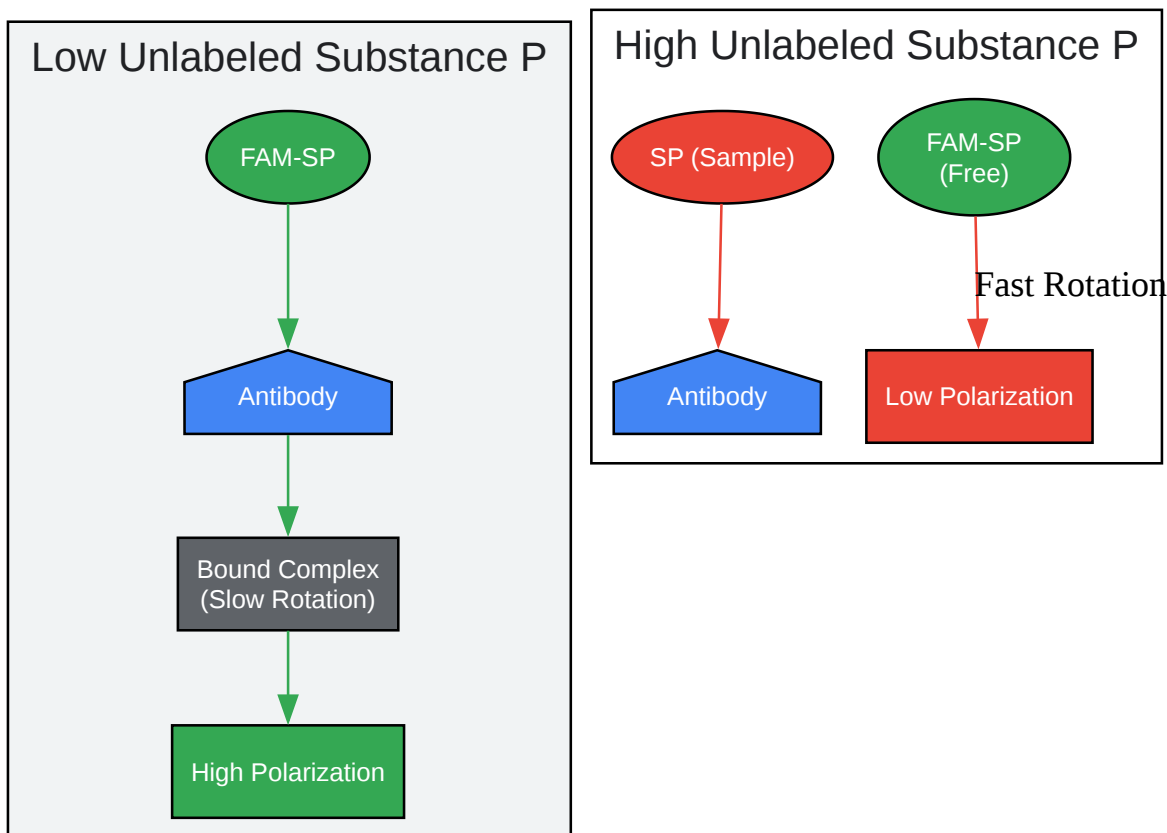 Low Unlabeled Substance P
FAM-SP
Antibody
Bound Complex
(Slow Rotation)
High Polarization
High Unlabeled Substance P
SP (Sample)
FAM-SP
(Free)
Fast Rotation
Antibody
Low Polarization